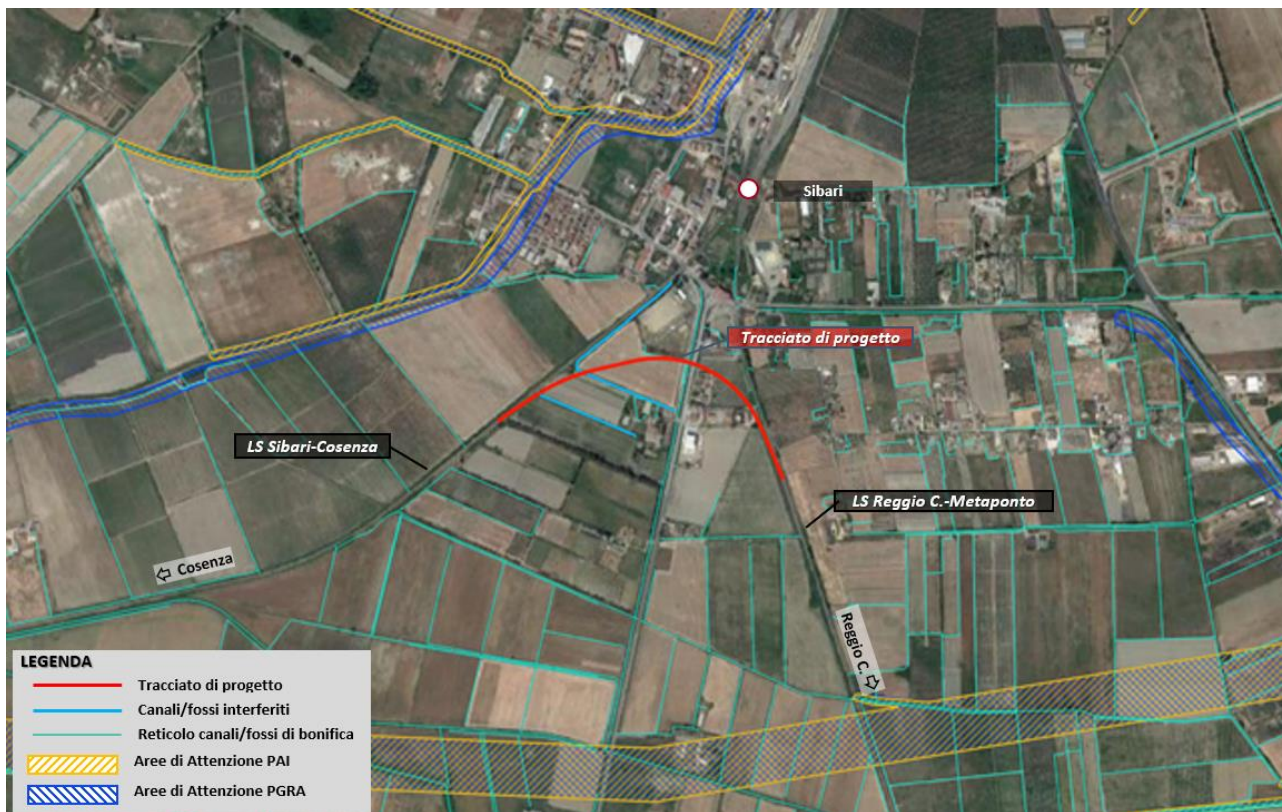 Sibari
Tracciato di progetto
LS Sibari-Cosenza
LS Reggio C.-Metaponto
Cosenza
Reggio C.
LEGENDA
Tracciato di progetto
Canali/fossi interferiti
Reticolo canali/fossi di bonifica
Aree di Attenzione PAI
Aree di Attenzione PGRA